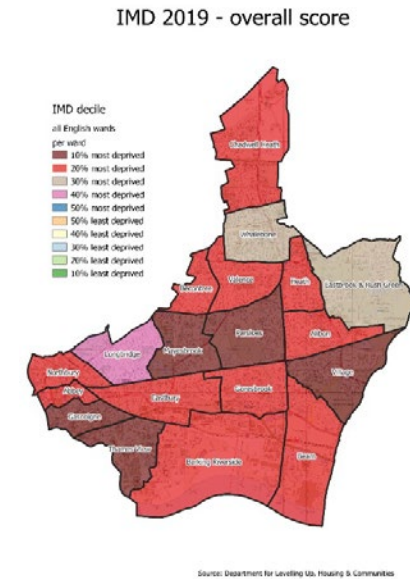 IMD 2019 - overall score
IMD decile
all English wards
per ward
10% most deprived
20% most deprived
30% most deprived
40% most deprived
50% most deprived
50% least deprived
40% least deprived
30% least deprived
20% least deprived
10% least deprived
Chadwell Heath
Whalebone
Eastbrook & Rush Green
Valence
Heath
Becontree
Parsloes
Alibon
Longbridge
Mayesbrook
Village
Northbury
Abbey
Eastbury
Goresbrook
Gascoigne
Thames View
Barking Riverside
Beam
Source: Department for Levelling Up, Housing & Communities